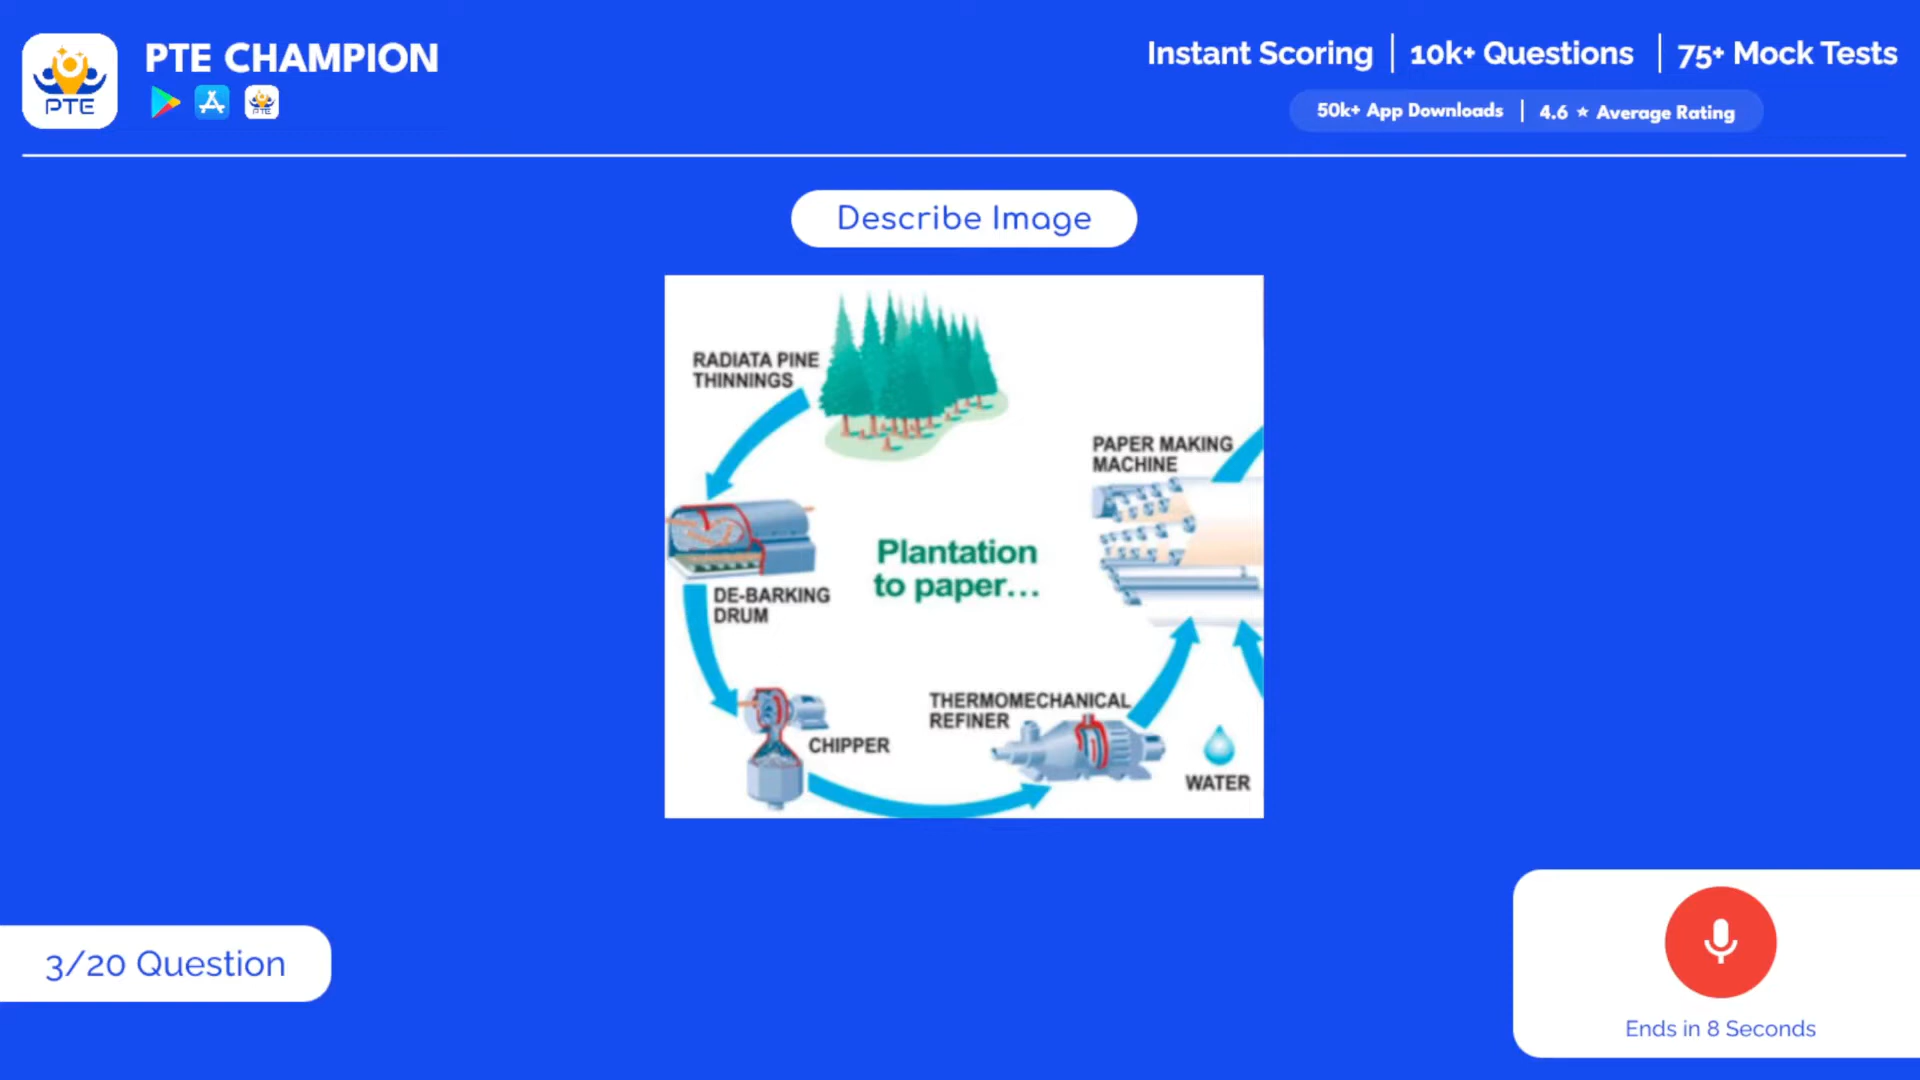 PTE CHAMPION
PTE
PTE
Instant Scoring | 10k+ Questions | 75+ Mock Tests
50k+ App Downloads | 4.6 ★ Average Rating
Describe Image
RADIATA PINE
THINNINGS
PAPER MAKING
MACHINE
Plantation
to paper...
DE-BARKING
DRUM
THERMOMECHANICAL
REFINER
CHIPPER
WATER
3/20 Question
Ends in 8 Seconds